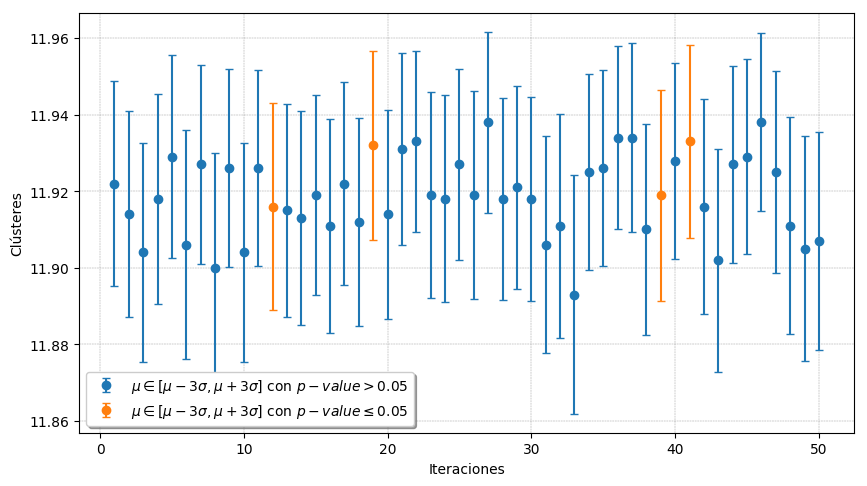 11.96
11.94
11.92
11.90
11.88
11.86
Clústeres
μ ∈ [μ − 3σ, μ + 3σ] con p − value > 0.05
μ ∈ [μ − 3σ, μ + 3σ] con p − value ≤ 0.05
0 10 20 30 40 50
Iteraciones